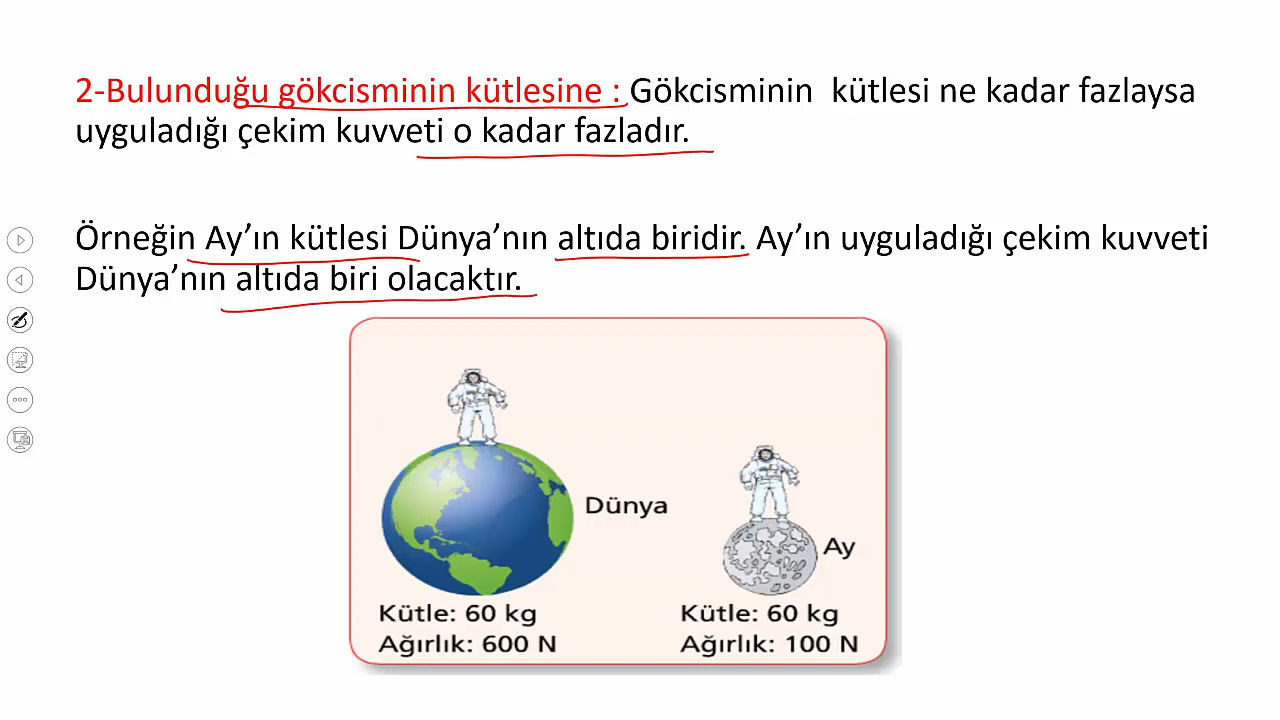 2-Bulunduğu gökcisminin kütlesine : Gökcisminin  kütlesi ne kadar fazlaysa
uyguladığı çekim kuvveti o kadar fazladır.
Örneğin Ay’ın kütlesi Dünya’nın altıda biridir. Ay’ın uyguladığı çekim kuvveti
Dünya’nın altıda biri olacaktır.
Dünya
Ay
Kütle: 60 kg
Ağırlık: 600 N
Kütle: 60 kg
Ağırlık: 100 N